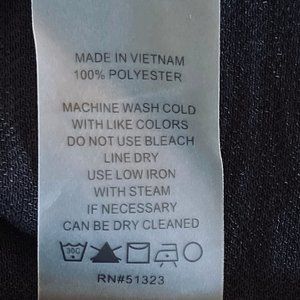 MADE IN VIETNAM
100% POLYESTER
MACHINE WASH COLD
WITH LIKE COLORS
DO NOT USE BLEACH
LINE DRY
USE LOW IRON
WITH STEAM
IF NECESSARY
CAN BE DRY CLEANED
30C
RN#51323